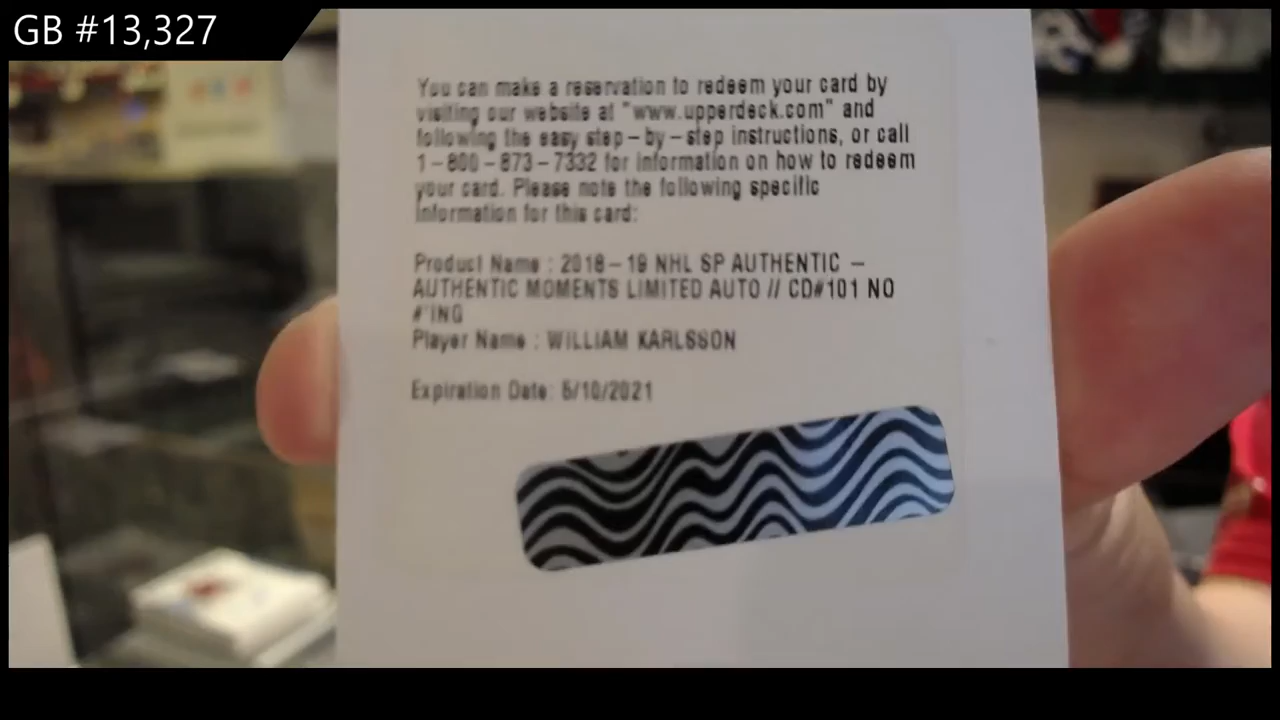 GB #13,327
You can make a reservation to redeem your card by
visiting our website at "www.upperdeck.com" and
following the easy step-by-step instructions, or call
1-800-873-7332 for information on how to redeem
your card. Please note the following specific
information for this card:
Product Name : 2018-19 NHL SP AUTHENTIC -
AUTHENTIC MOMENTS LIMITED AUTO // CD#101 NO
#'ING
Player Name : WILLIAM KARLSSON
Expiration Date: 5/10/2021